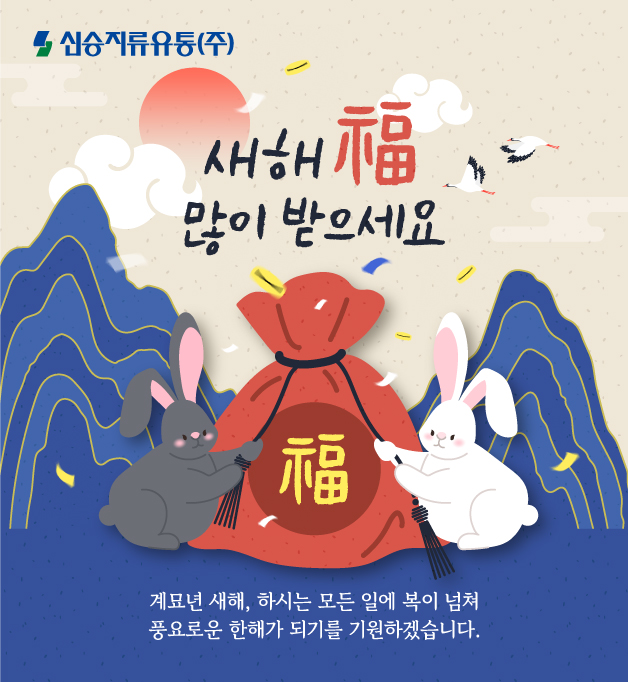 신승지류유통(주)
새해 福
많이 받으세요
福
계묘년 새해, 하시는 모든 일에 복이 넘쳐
풍요로운 한해가 되기를 기원하겠습니다.